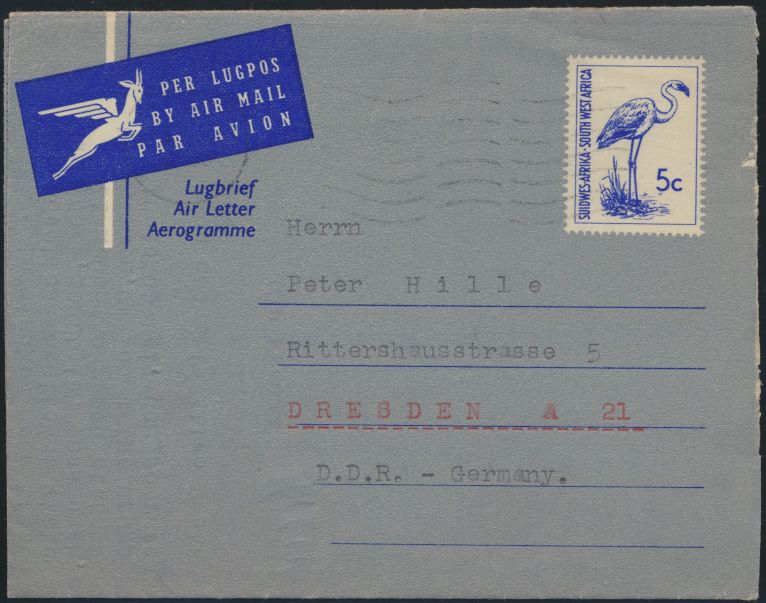 PER LUGPOS
BY AIR MAIL
PAR AVION
Lugbrief
Air Letter
Aerogramme
SUIDWES-AFRIKA · SOUTH WEST AFRICA
5c
Herrn
Peter Hille
Rittershausstrasse 5
DRESDEN A 21
D.D.R. - Germany.